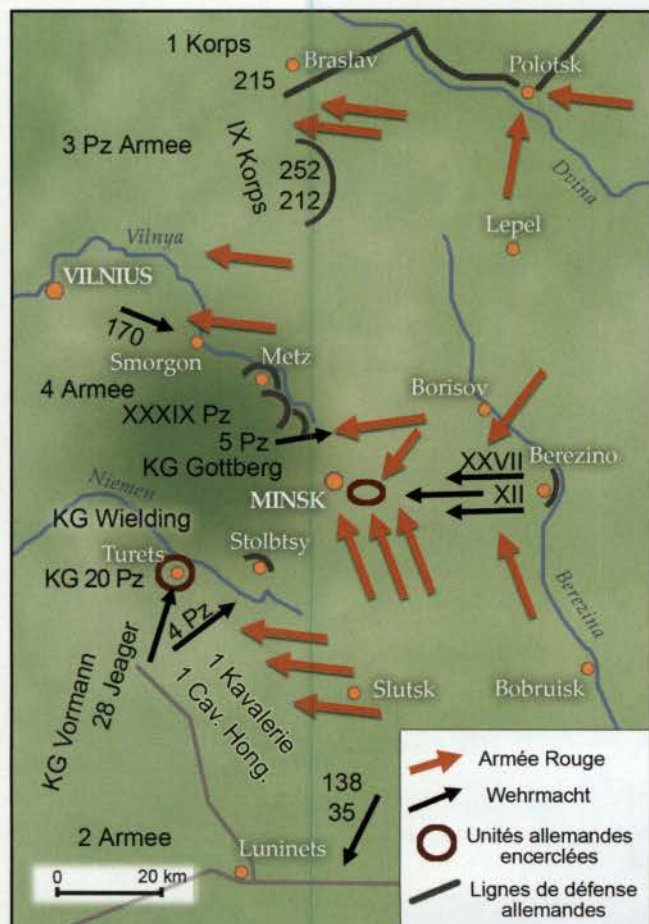 1 Korps
Braslav
215
Polotsk
3 Pz Armee
IX Korps
252
212
Dvina
Lepel
Vilnya
VILNIUS
170
Smorgon
Metz
4 Armee
XXXIX Pz
5 Pz
KG Gottberg
Borisov
XXVII
Berezino
XII
MINSK
Niemen
KG Wielding
Stolbtsy
Turets
KG 20 Pz
4 Pz
Berezina
KG Vormann
28 Jeager
1 Kavalerie
1 Cav. Hong.
Slutsk
Bobruisk
138
35
2 Armee
Luninets
0 20 km
Armée Rouge
Wehrmacht
Unités allemandes
encerclées
Lignes de défense
allemandes